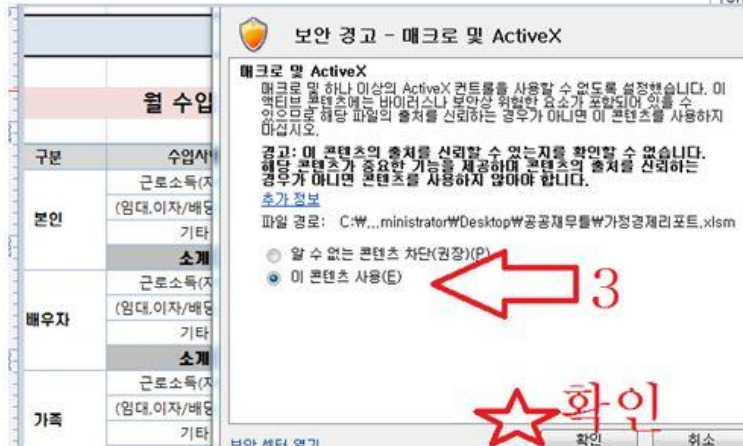 보안 경고 - 매크로 및 ActiveX
매크로 및 ActiveX
매크로 및 하나 이상의 ActiveX 컨트롤을 사용할 수 없도록 설정했습니다. 이
액티브 콘텐츠에는 바이러스나 보안상 위험한 요소가 포함되어 있을 수
있으므로 해당 파일의 출처를 신뢰하는 경우가 아니면 이 콘텐츠를 사용하지
마십시오.
경고: 이 콘텐츠의 출처를 신뢰할 수 있는지를 확인할 수 없습니다.
해당 콘텐츠가 중요한 기능을 제공하며 콘텐츠의 출처를 신뢰하는
경우가 아니면 콘텐츠를 사용하지 않아야 합니다.
추가 정보
파일 경로: C:₩...ministrator₩Desktop₩공공재무틀₩가정경제리포트.xlsm
알 수 없는 콘텐츠 차단(권장)(P)
이 콘텐츠 사용(E)
3
확인
보안 센터 열기
확인
취소
월 수입
구분
본인
근로소득(
(임대,이자/배당
기타
소계
배우자
근로소득(
(임대,이자/배당
기타
소계
가족
근로소득(
(임대,이자/배당
기타